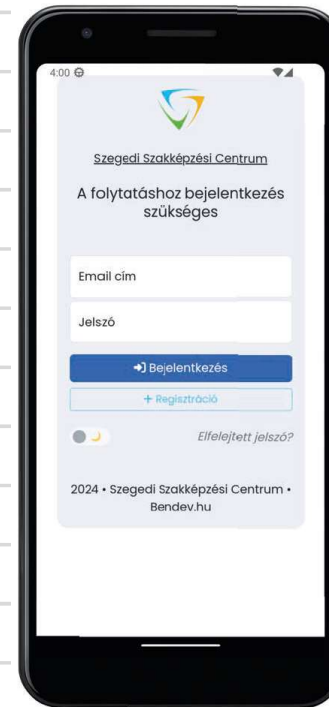 4:00
Szegedi Szakképzési Centrum
A folytatáshoz bejelentkezés
szükséges
Email cím
Jelszó
Bejelentkezés
+ Regisztráció
Elfelejtett jelszó?
2024 • Szegedi Szakképzési Centrum •
Bendev.hu